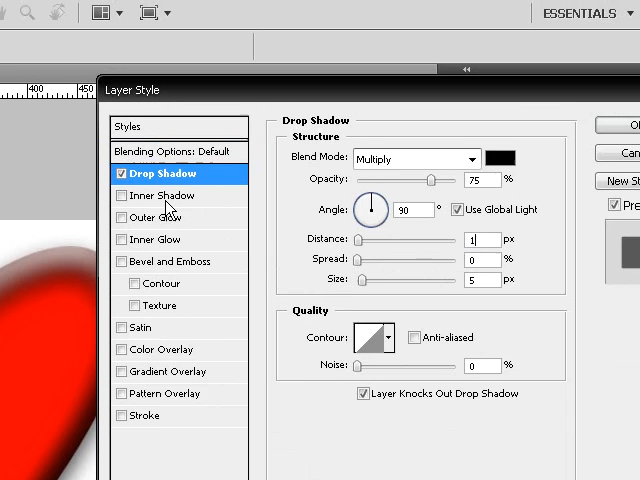 ESSENTIALS
400 450
Layer Style
Styles
Blending Options: Default
Drop Shadow
Inner Shadow
Outer Glow
Inner Glow
Bevel and Emboss
Contour
Texture
Satin
Color Overlay
Gradient Overlay
Pattern Overlay
Stroke
Drop Shadow
Structure
Blend Mode: Multiply
Opacity: 75 %
Angle: 90 ° Use Global Light
Distance: 1 px
Spread: 0 %
Size: 5 px
Quality
Contour: Anti-aliased
Noise: 0 %
Layer Knocks Out Drop Shadow
Can
New St
Pre